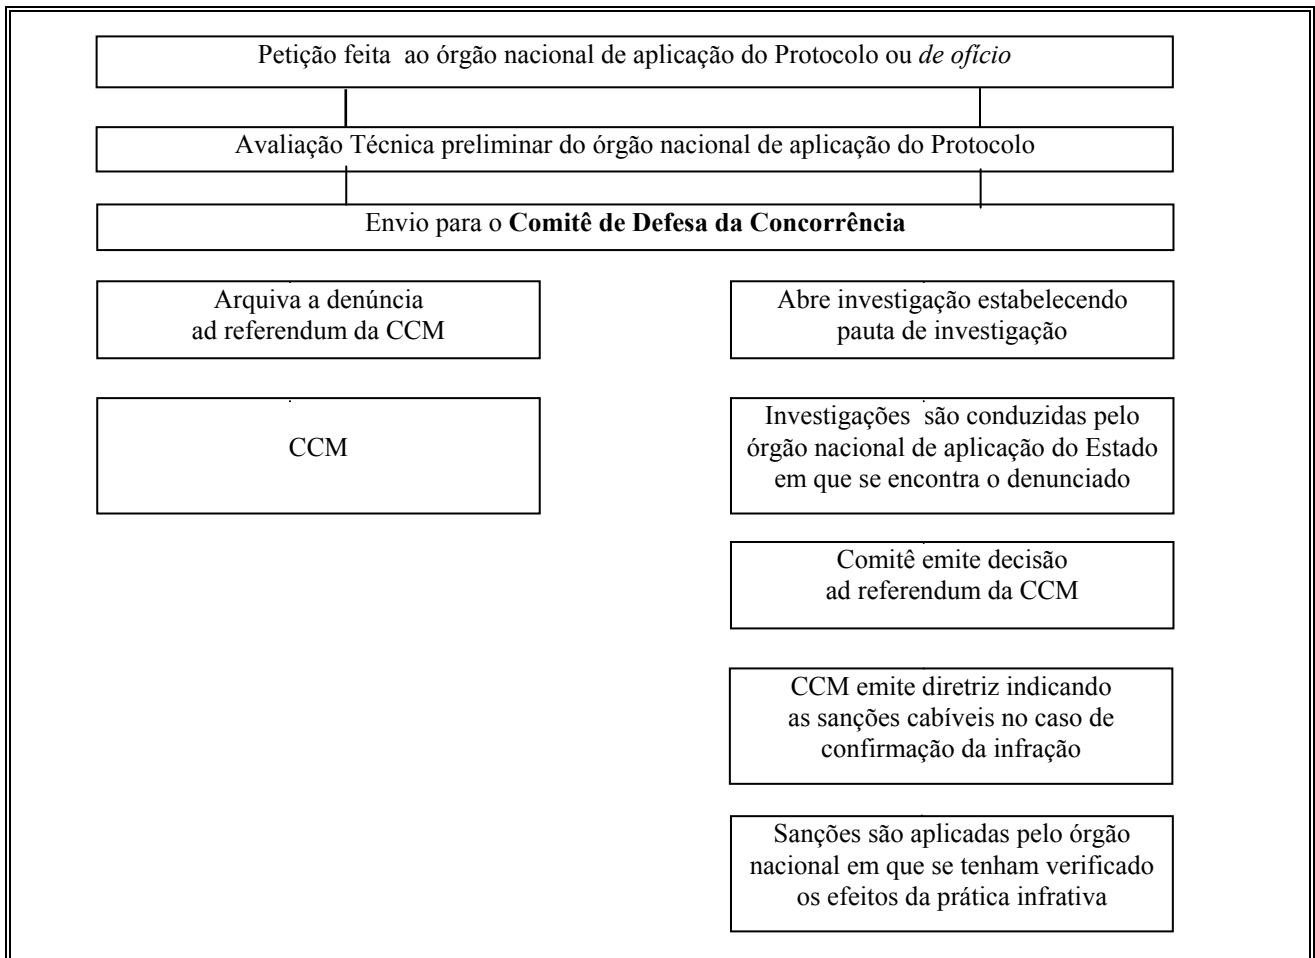 Petição feita ao órgão nacional de aplicação do Protocolo ou de ofício
Avaliação Técnica preliminar do órgão nacional de aplicação do Protocolo
Envio para o Comitê de Defesa da Concorrência
Arquiva a denúncia
ad referendum da CCM
Abre investigação estabelecendo
pauta de investigação
CCM
Investigações são conduzidas pelo
órgão nacional de aplicação do Estado
em que se encontra o denunciado
Comitê emite decisão
ad referendum da CCM
CCM emite diretriz indicando
as sanções cabíveis no caso de
confirmação da infração
Sanções são aplicadas pelo órgão
nacional em que se tenham verificado
os efeitos da prática infrativa